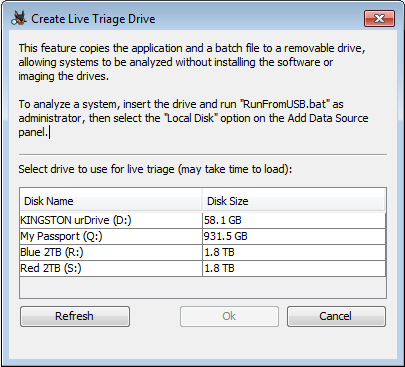 Create Live Triage Drive
This feature copies the application and a batch file to a removable drive,
allowing systems to be analyzed without installing the software or
imaging the drives.
To analyze a system, insert the drive and run "RunFromUSB.bat" as
administrator, then select the "Local Disk" option on the Add Data Source
panel.
Select drive to use for live triage (may take time to load):
Disk Name Disk Size
KINGSTON urDrive (D:) 58.1 GB
My Passport (Q:) 931.5 GB
Blue 2TB (R:) 1.8 TB
Red 2TB (S:) 1.8 TB
Refresh Ok Cancel